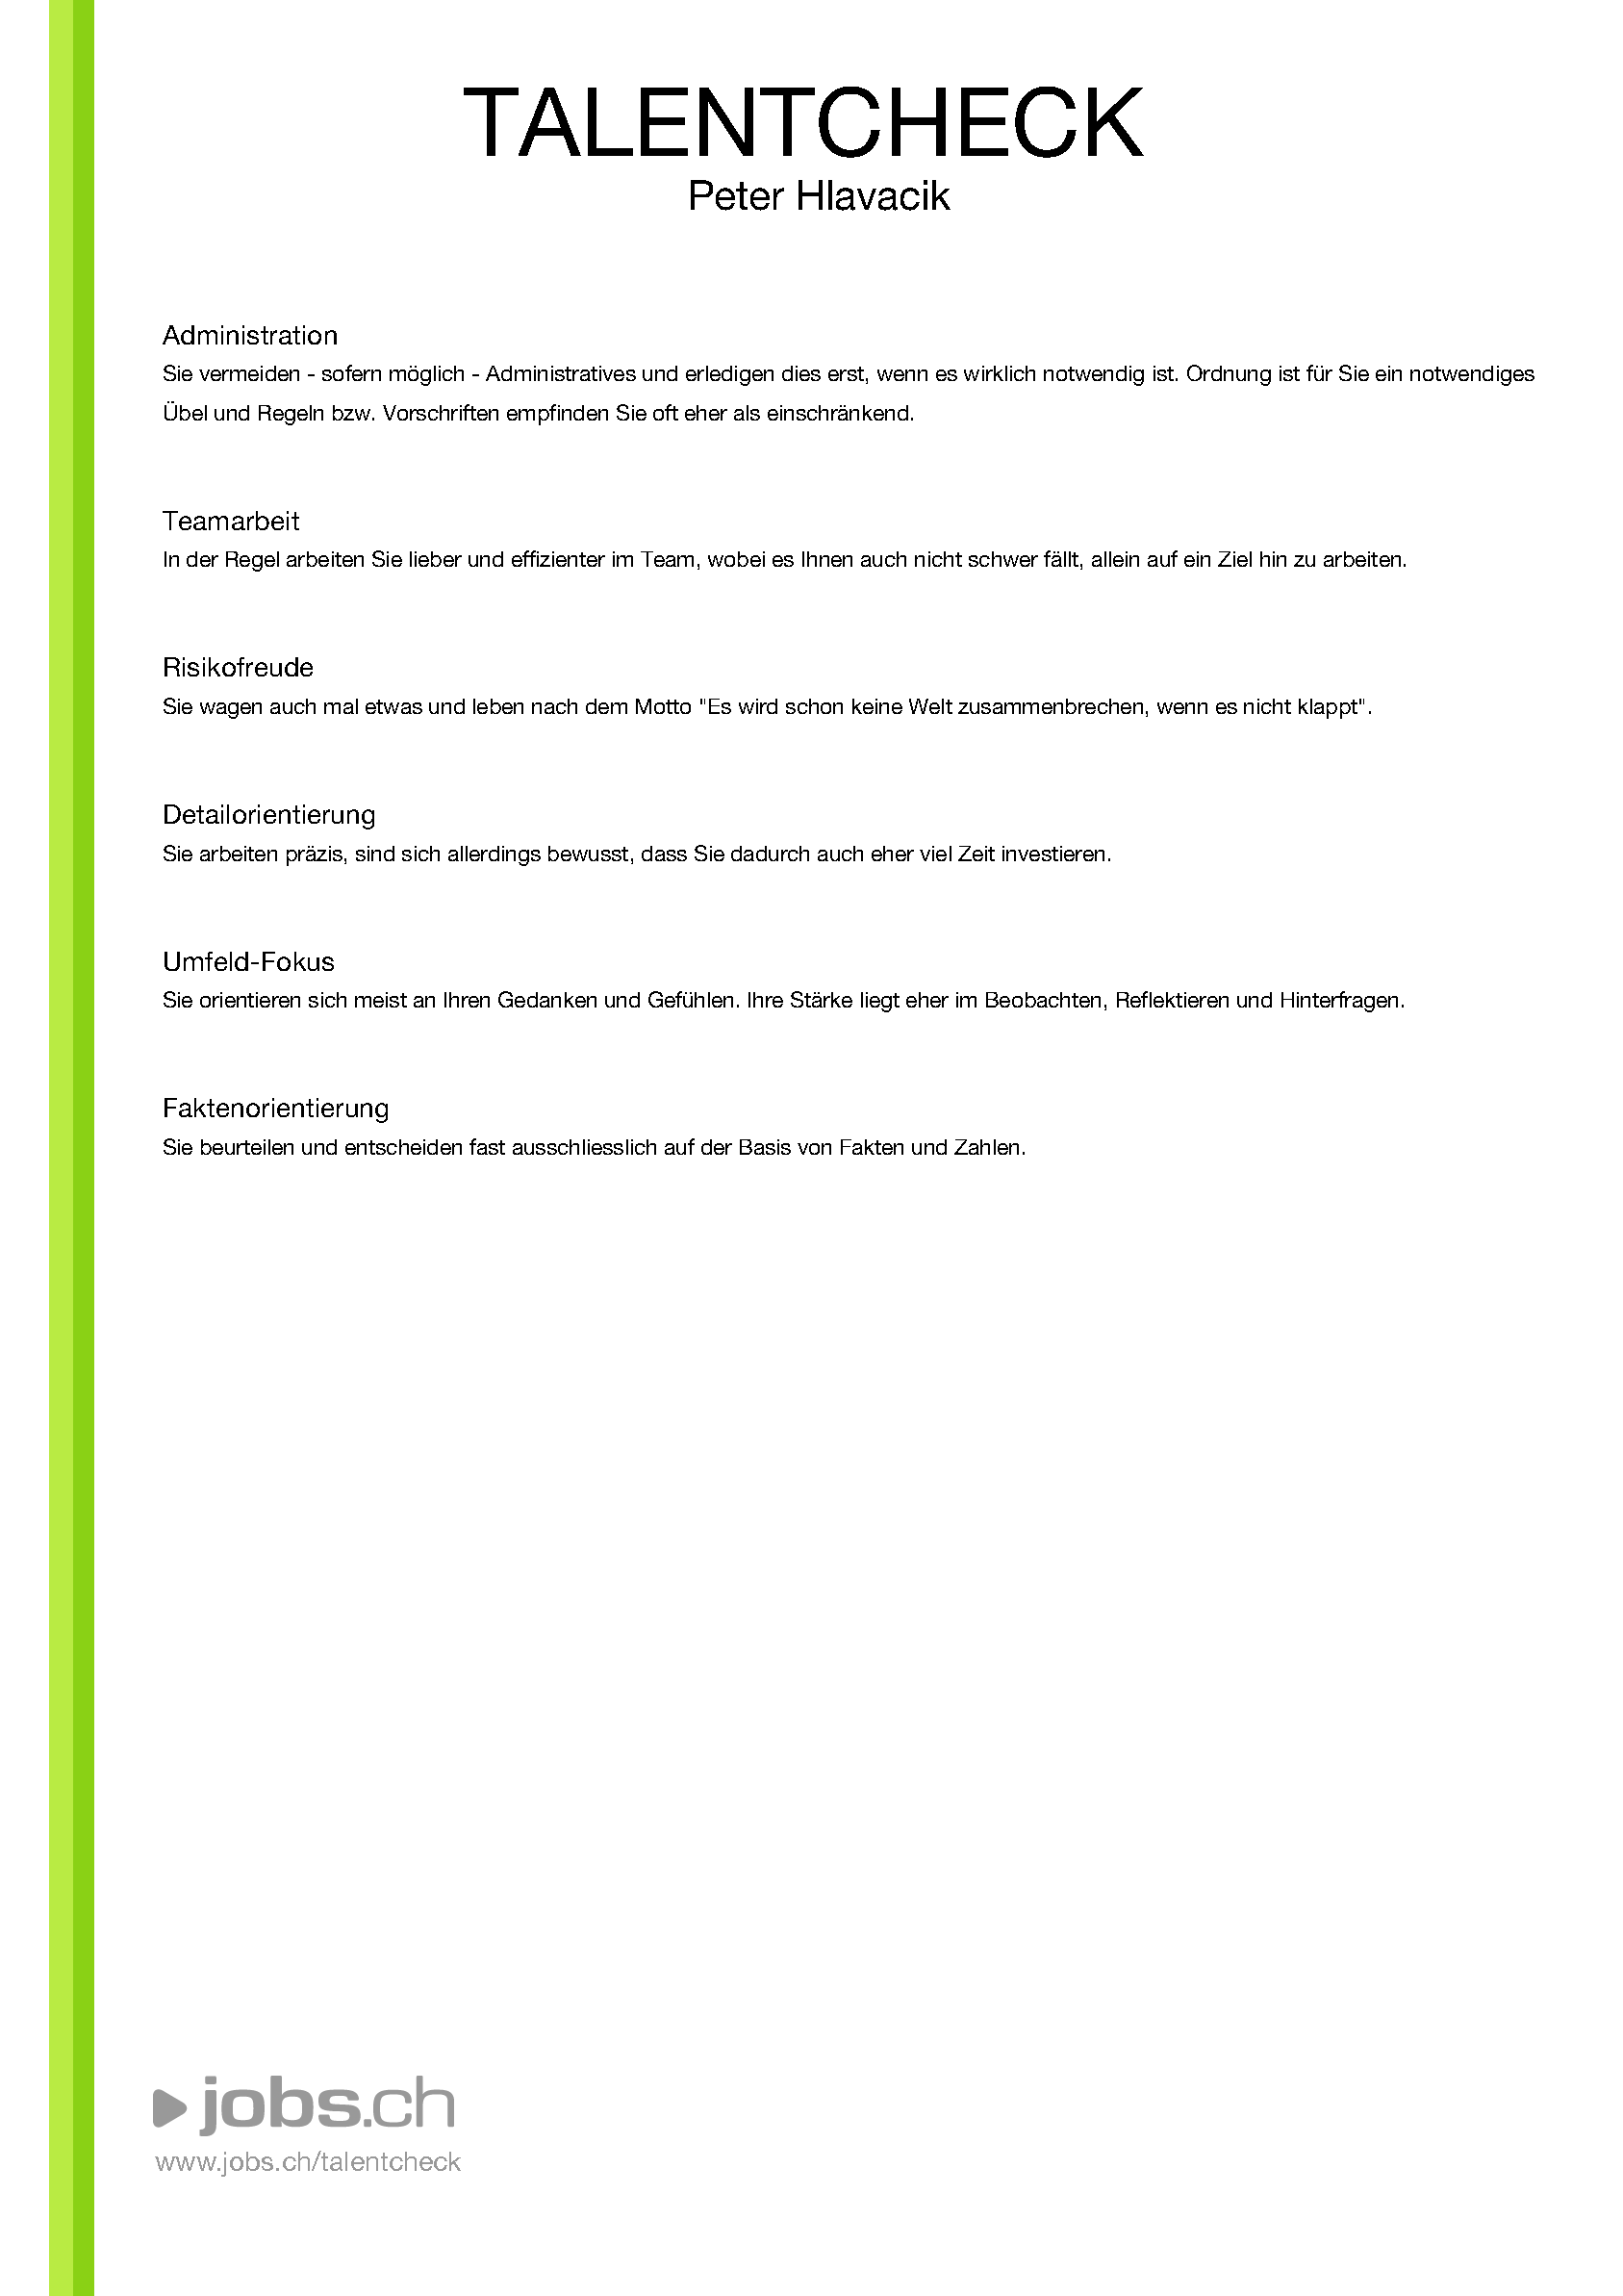 TALENTCHECK
Peter Hlavacik
Administration
Sie vermeiden - sofern möglich - Administratives und erledigen dies erst, wenn es wirklich notwendig ist. Ordnung ist für Sie ein notwendiges
Übel und Regeln bzw. Vorschriften empfinden Sie oft eher als einschränkend.
Teamarbeit
In der Regel arbeiten Sie lieber und effizienter im Team, wobei es Ihnen auch nicht schwer fällt, allein auf ein Ziel hin zu arbeiten.
Risikofreude
Sie wagen auch mal etwas und leben nach dem Motto "Es wird schon keine Welt zusammenbrechen, wenn es nicht klappt".
Detailorientierung
Sie arbeiten präzis, sind sich allerdings bewusst, dass Sie dadurch auch eher viel Zeit investieren.
Umfeld-Fokus
Sie orientieren sich meist an Ihren Gedanken und Gefühlen. Ihre Stärke liegt eher im Beobachten, Reflektieren und Hinterfragen.
Faktenorientierung
Sie beurteilen und entscheiden fast ausschliesslich auf der Basis von Fakten und Zahlen.
jobs.ch
www.jobs.ch/talentcheck